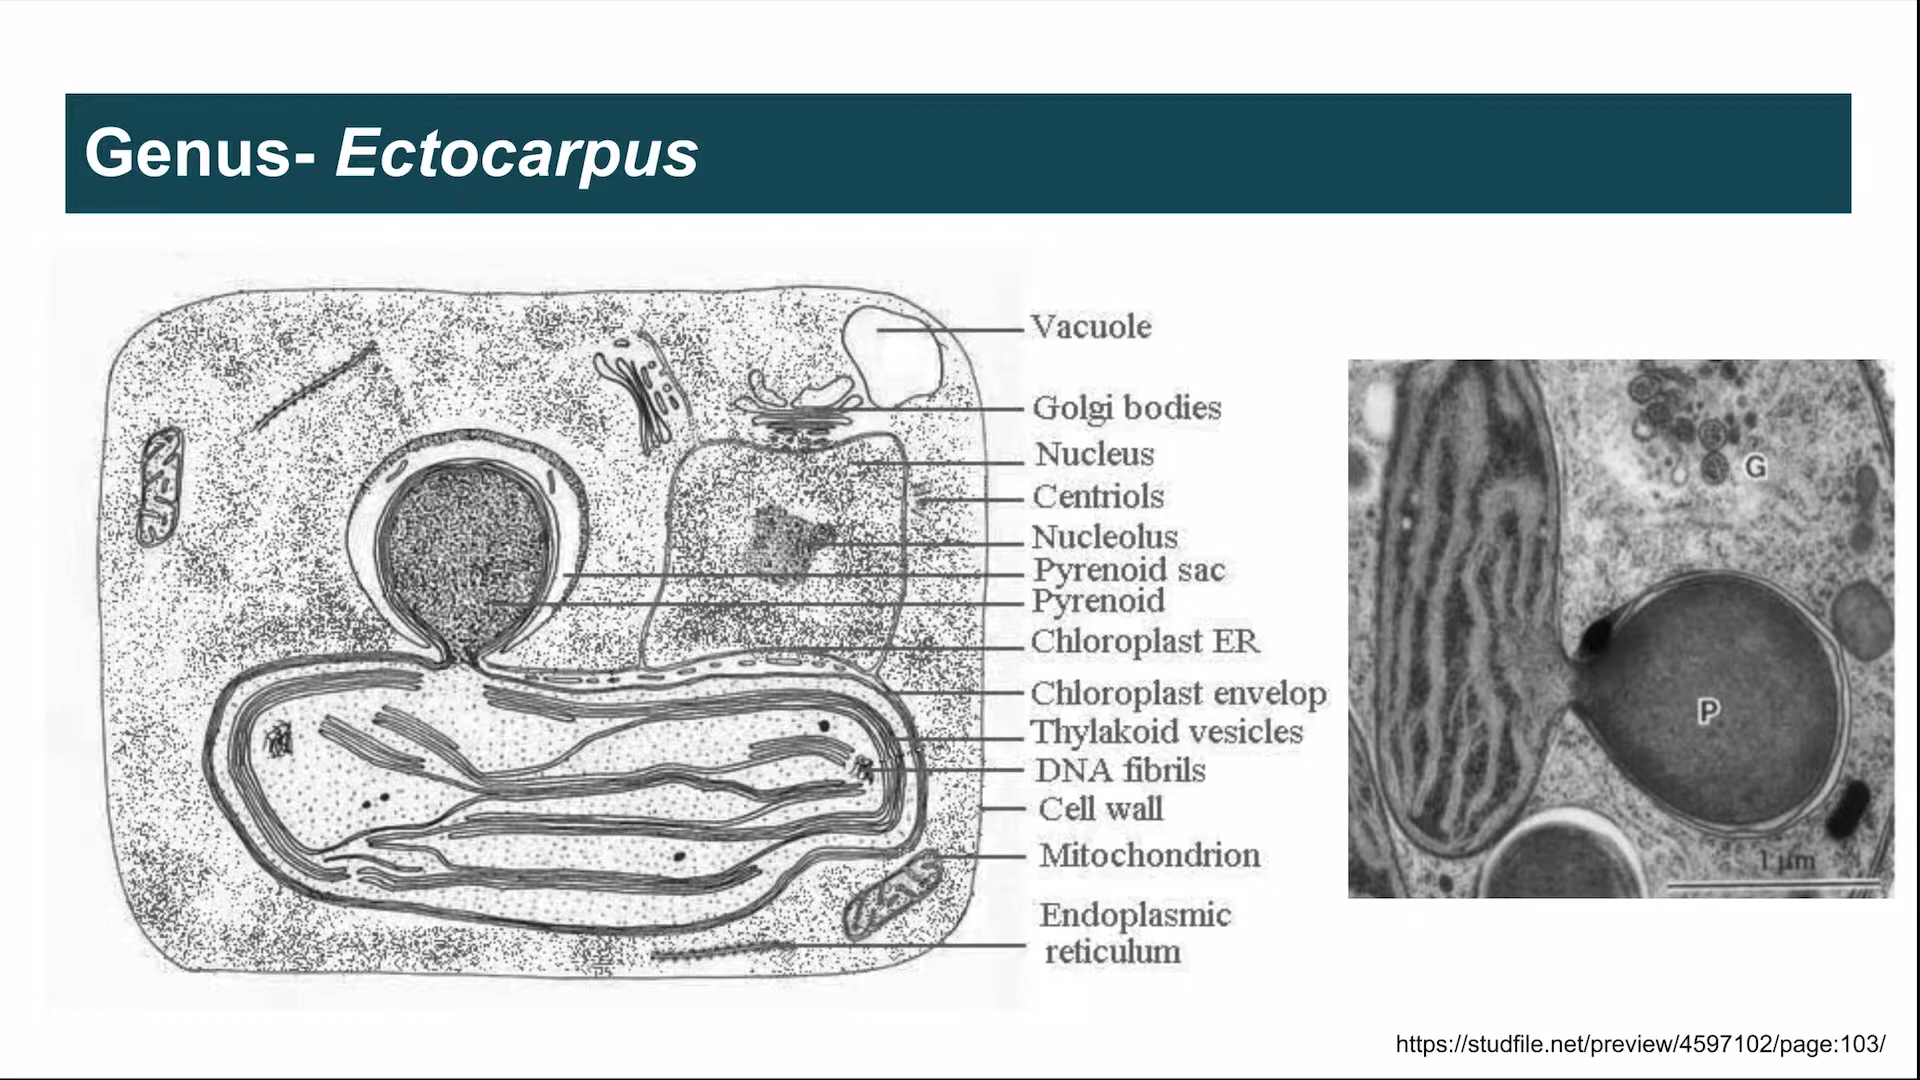 Genus- Ectocarpus
Vacuole
Golgi bodies
Nucleus
Centriols
Nucleolus
Pyrenoid sac
Pyrenoid
Chloroplast ER
Chloroplast envelop
Thylakoid vesicles
DNA fibrils
Cell wall
Mitochondrion
Endoplasmic
reticulum
G
P
1 µm
https://studfile.net/preview/4597102/page:103/